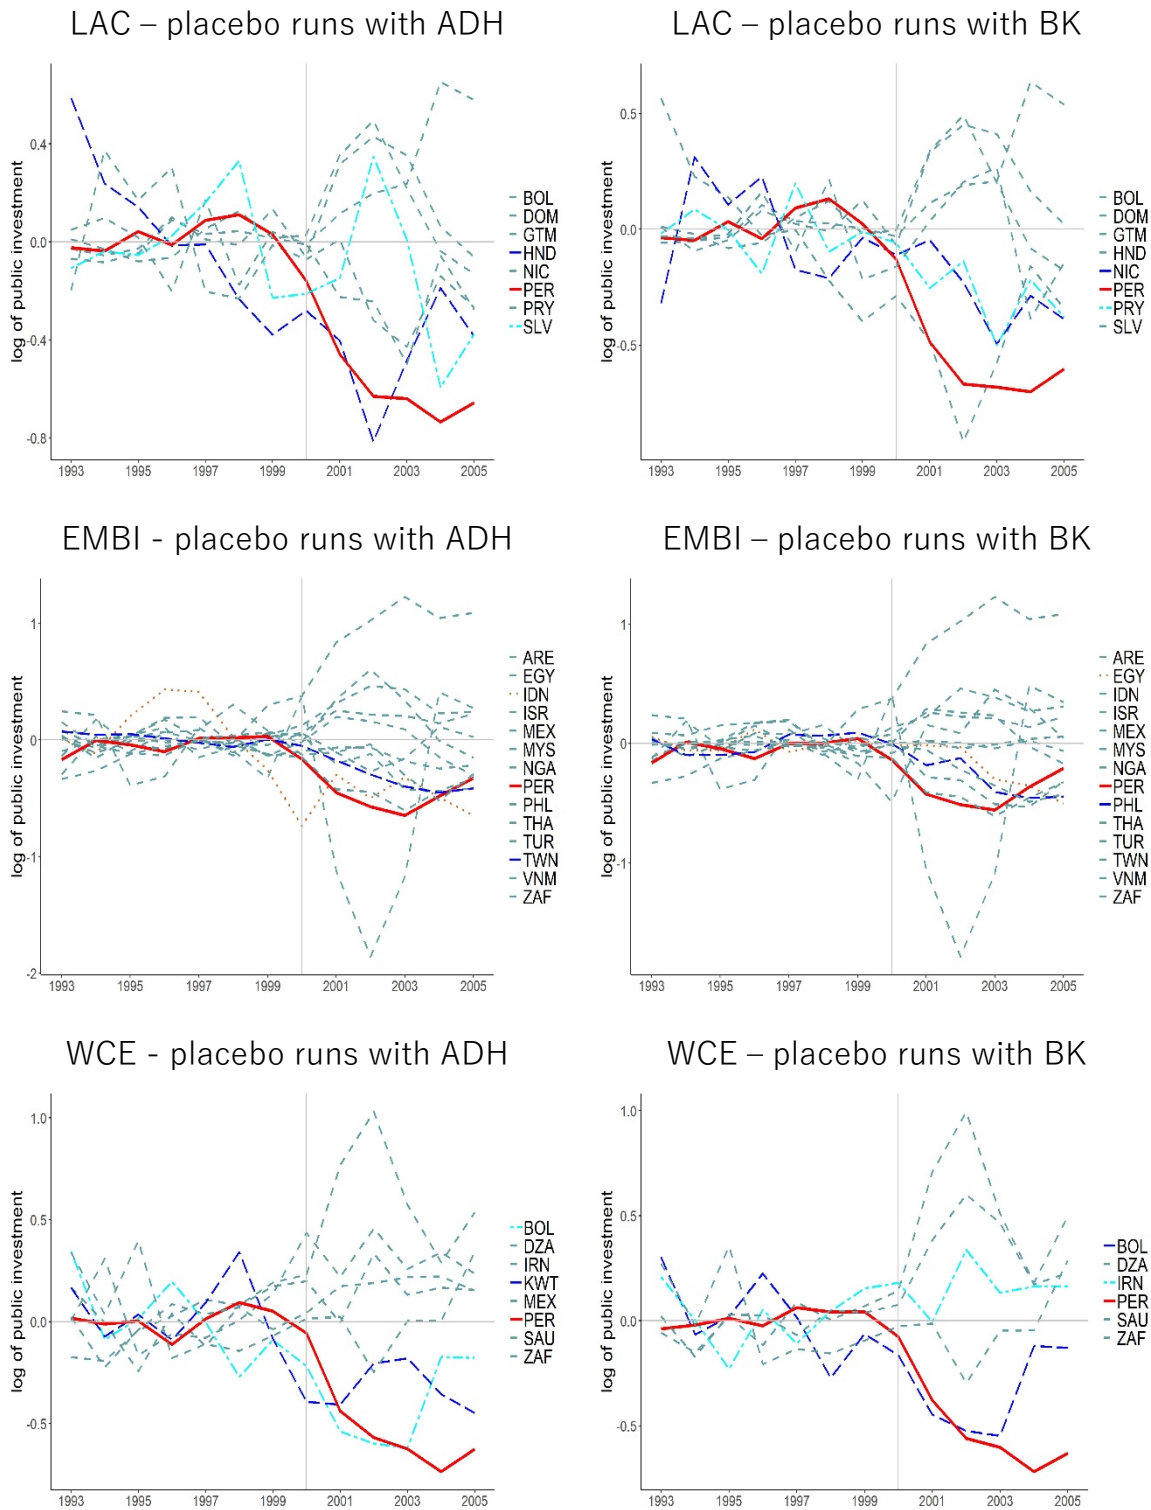 LAC – placebo runs with ADH
log of public investment
0.4
0.0
-0.4
-0.8
1993 1995 1997 1999 2001 2003 2005
BOL
DOM
GTM
HND
NIC
PER
PRY
SLV
LAC – placebo runs with BK
log of public investment
0.5
0.0
-0.5
1993 1995 1997 1999 2001 2003 2005
BOL
DOM
GTM
HND
NIC
PER
PRY
SLV
EMBI - placebo runs with ADH
log of public investment
1
0
-1
-2
1993 1995 1997 1999 2001 2003 2005
ARE
EGY
IDN
ISR
MEX
MYS
NGA
PER
PHL
THA
TUR
TWN
VNM
ZAF
EMBI – placebo runs with BK
log of public investment
1
0
-1
1993 1995 1997 1999 2001 2003 2005
ARE
EGY
IDN
ISR
MEX
MYS
NGA
PER
PHL
THA
TUR
TWN
VNM
ZAF
WCE - placebo runs with ADH
log of public investment
1.0
0.5
0.0
-0.5
1993 1995 1997 1999 2001 2003 2005
BOL
DZA
IRN
KWT
MEX
PER
SAU
ZAF
WCE – placebo runs with BK
log of public investment
1.0
0.5
0.0
-0.5
1993 1995 1997 1999 2001 2003 2005
BOL
DZA
IRN
PER
SAU
ZAF